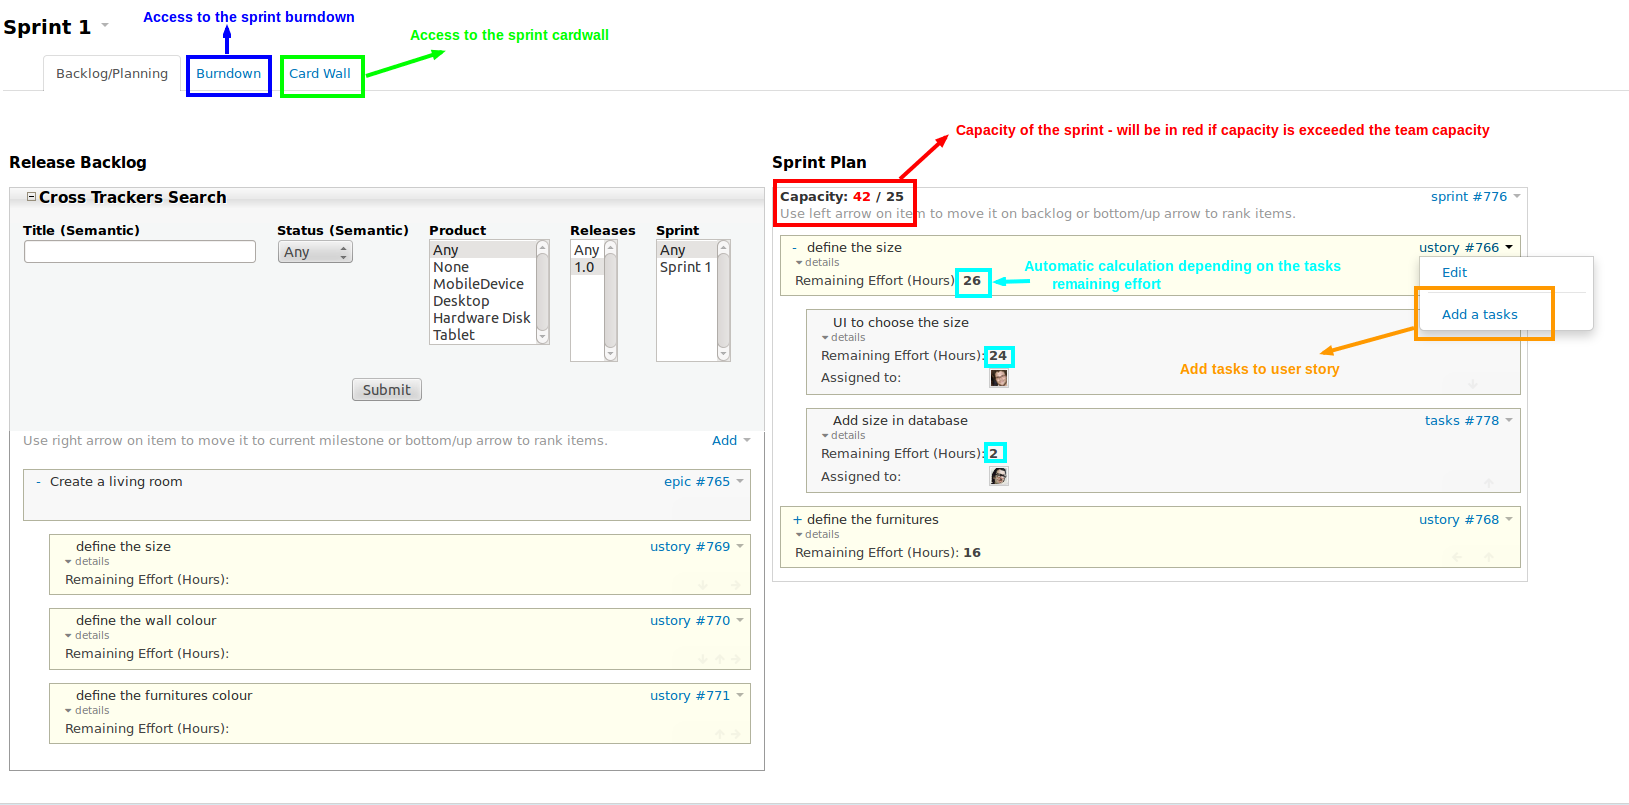 Sprint 1
Access to the sprint burndown
Access to the sprint cardwall
Backlog/Planning
Burndown
Card Wall
Capacity of the sprint - will be in red if capacity is exceeded the team capacity
Release Backlog
Cross Trackers Search
Title (Semantic)
Status (Semantic)
Any
Product
Any
None
MobileDevice
Desktop
Hardware Disk
Tablet
Releases
Any
1.0
Sprint
Any
Sprint 1
Submit
Use right arrow on item to move it to current milestone or bottom/up arrow to rank items.
Add
- Create a living room
epic #765
define the size
ustory #769
details
Remaining Effort (Hours):
define the wall colour
ustory #770
details
Remaining Effort (Hours):
define the furnitures colour
ustory #771
details
Remaining Effort (Hours):
Sprint Plan
Capacity: 42 / 25
sprint #776
Use left arrow on item to move it on backlog or bottom/up arrow to rank items.
- define the size
ustory #766
details
Remaining Effort (Hours) 26
Automatic calculation depending on the tasks
remaining effort
Edit
Add a tasks
Add tasks to user story
UI to choose the size
details
Remaining Effort (Hours): 24
Assigned to:
Add size in database
tasks #778
details
Remaining Effort (Hours): 2
Assigned to:
+ define the furnitures
ustory #768
details
Remaining Effort (Hours): 16